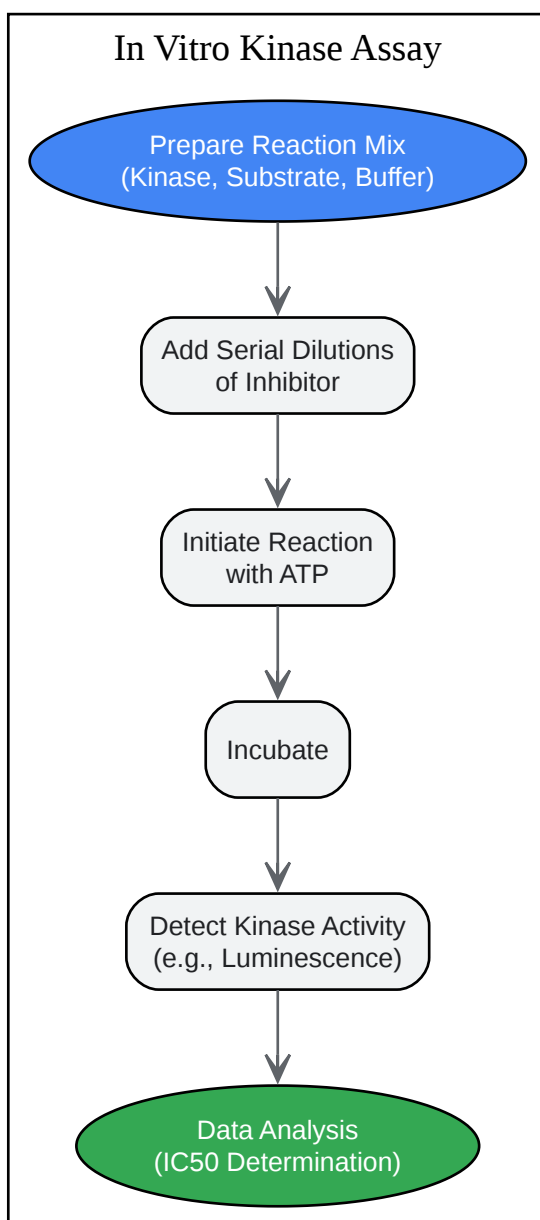 In Vitro Kinase Assay
Prepare Reaction Mix
(Kinase, Substrate, Buffer)
Add Serial Dilutions
of Inhibitor
Initiate Reaction
with ATP
Incubate
Detect Kinase Activity
(e.g., Luminescence)
Data Analysis
(IC50 Determination)